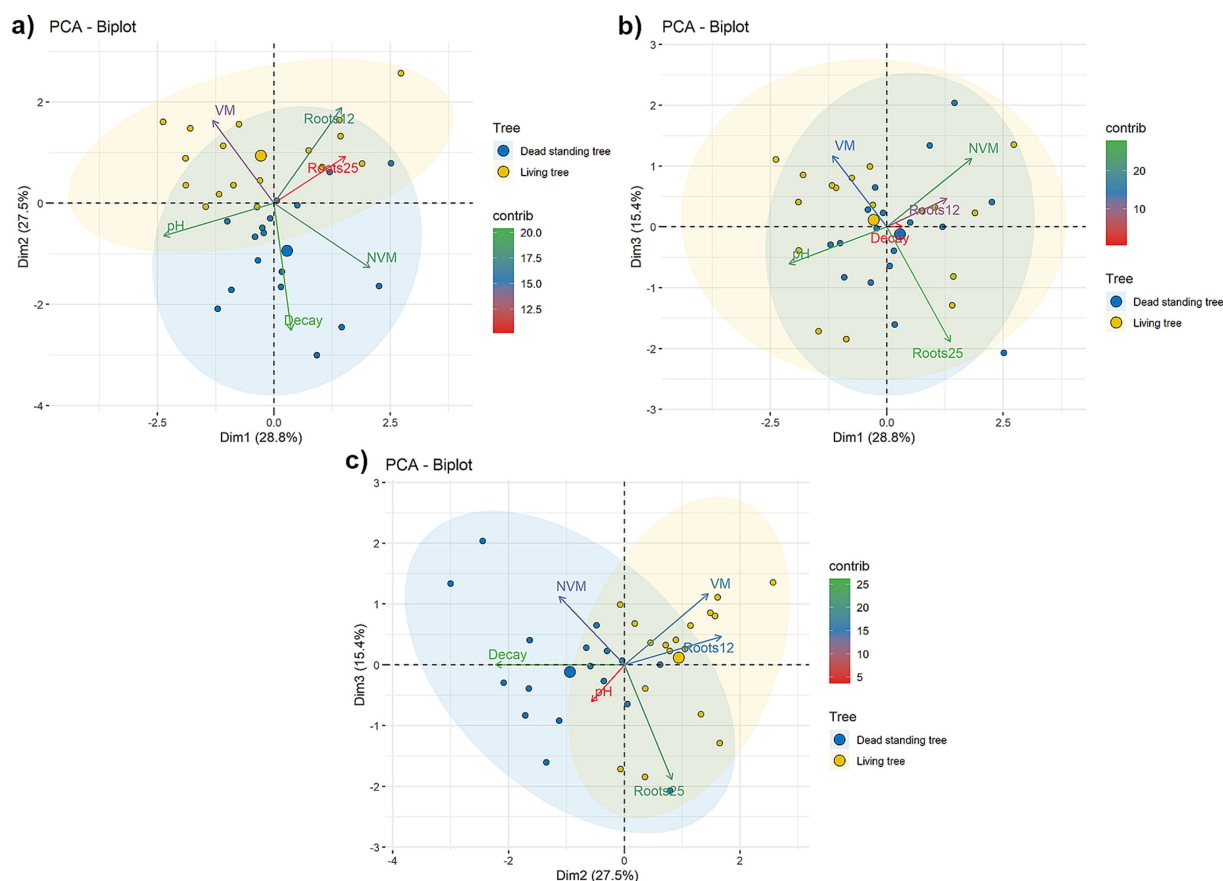 a) PCA - Biplot
2
0
-2
-4
-2.5
0.0
2.5
Dim2 (27.5%)
Dim1 (28.8%)
VM
Roots12
Roots25
pH
NVM
Decay
Tree
Dead standing tree
Living tree
contrib
20.0
17.5
15.0
12.5
b) PCA - Biplot
3
2
1
0
-1
-2
-3
-2.5
0.0
2.5
Dim3 (15.4%)
Dim1 (28.8%)
VM
NVM
Roots12
Decay
pH
Roots25
contrib
20
10
Tree
Dead standing tree
Living tree
c) PCA - Biplot
3
2
1
0
-1
-2
-3
-4
-2
0
2
Dim3 (15.4%)
Dim2 (27.5%)
NVM
VM
Roots12
Decay
pH
Roots25
contrib
25
20
15
10
5
Tree
Dead standing tree
Living tree